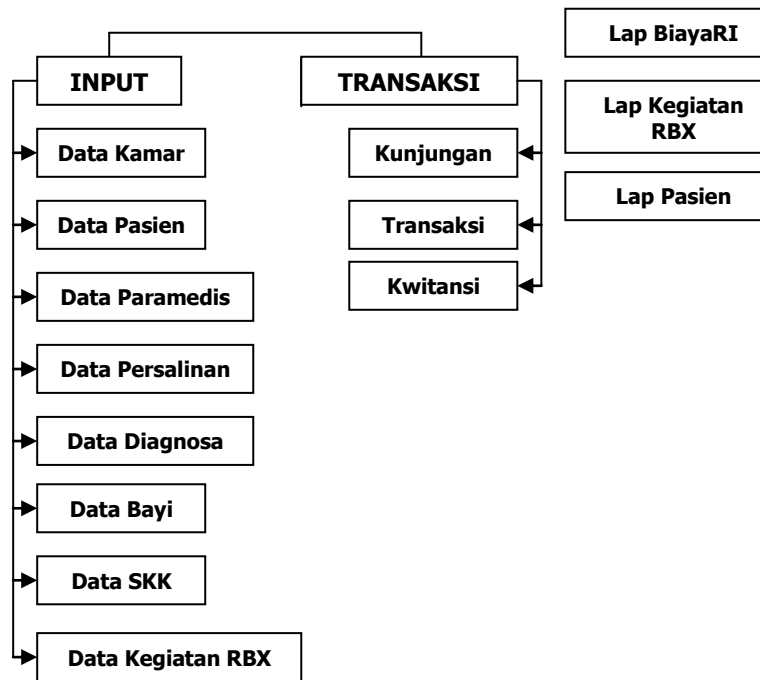 INPUT
Data Kamar
Data Pasien
Data Paramedis
Data Persalinan
Data Diagnosa
Data Bayi
Data SKK
Data Kegiatan RBX
TRANSAKSI
Kunjungan
Transaksi
Kwitansi
Lap BiayaRI
Lap Kegiatan
RBX
Lap Pasien